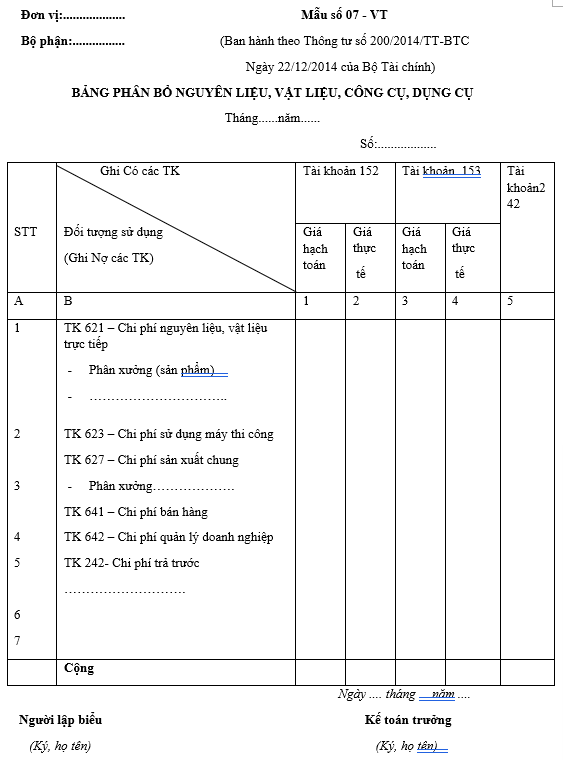 Đơn vị:................... Mẫu số 07 - VT
Bộ phận:................ (Ban hành theo Thông tư số 200/2014/TT-BTC
Ngày 22/12/2014 của Bộ Tài chính)
BẢNG PHÂN BỔ NGUYÊN LIỆU, VẬT LIỆU, CÔNG CỤ, DỤNG CỤ
Tháng......năm......
Số:..................
STT
Ghi Có các TK
Đối tượng sử dụng
(Ghi Nợ các TK)
Tài khoản 152
Tài khoản 153
Tài
khoản2
42
Giá
hạch
toán
Giá
thực
tế
Giá
hạch
toán
Giá
thực
tế
A B 1 2 3 4 5
1 TK 621 – Chi phí nguyên liệu, vật liệu
trực tiếp
- Phân xưởng (sản phẩm)
- …………………………..
2 TK 623 – Chi phí sử dụng máy thi công
TK 627 – Chi phí sản xuất chung
3 - Phân xưởng………………
TK 641 – Chi phí bán hàng
4 TK 642 – Chi phí quản lý doanh nghiệp
5 TK 242- Chi phí trả trước
……………………….
6
7
Cộng
Ngày .... tháng năm ....
Người lập biểu Kế toán trưởng
(Ký, họ tên) (Ký, họ tên)